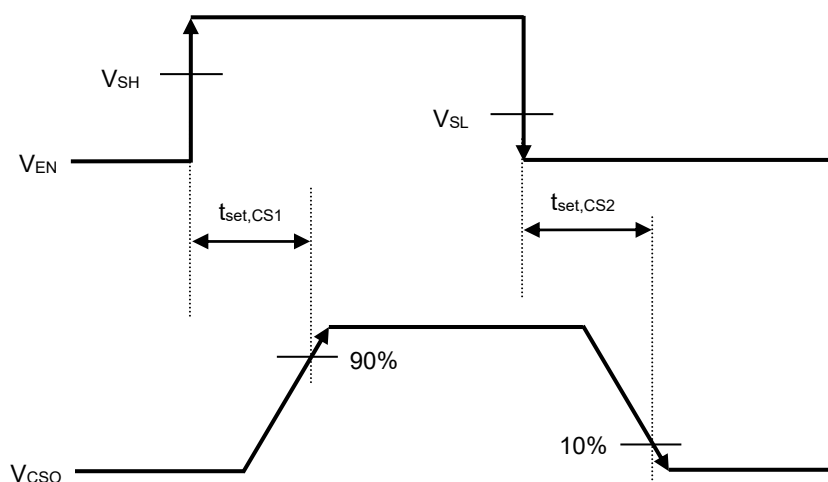 VSH
VSL
VEN
tset,CS1
tset,CS2
90%
10%
VCSO